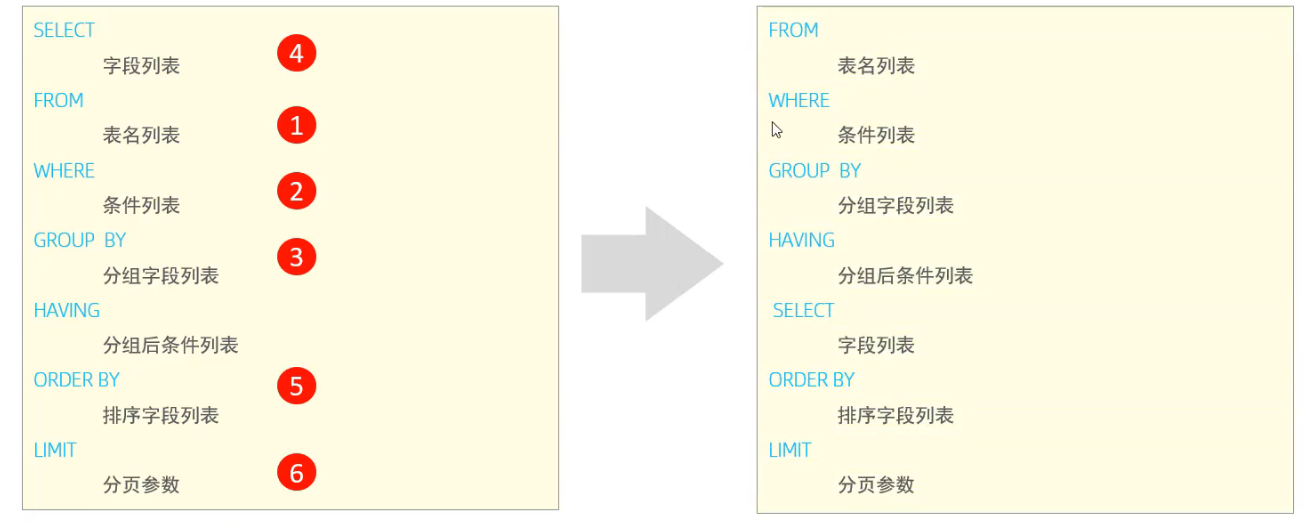 SELECT
字段列表
4
FROM
表名列表
1
WHERE
条件列表
2
GROUP BY
分组字段列表
3
HAVING
分组后条件列表
ORDER BY
排序字段列表
5
LIMIT
分页参数
6
FROM
表名列表
WHERE
条件列表
GROUP BY
分组字段列表
HAVING
分组后条件列表
SELECT
字段列表
ORDER BY
排序字段列表
LIMIT
分页参数